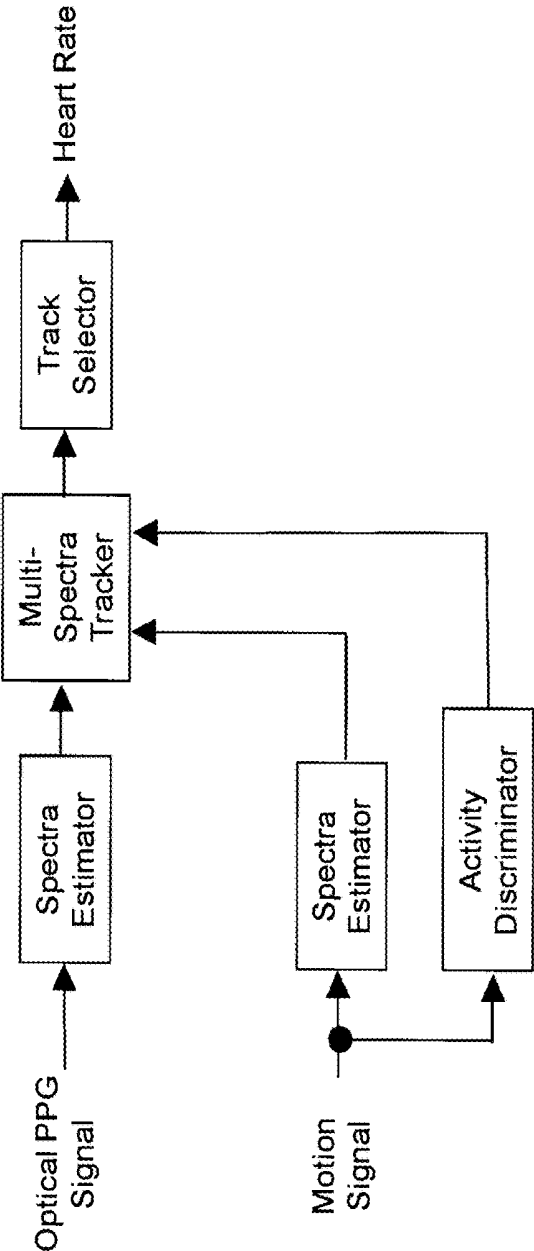 Optical PPG
Signal
Spectra
Estimator
Multi-
Spectra
Tracker
Track
Selector
Heart Rate
Motion
Signal
Spectra
Estimator
Activity
Discriminator